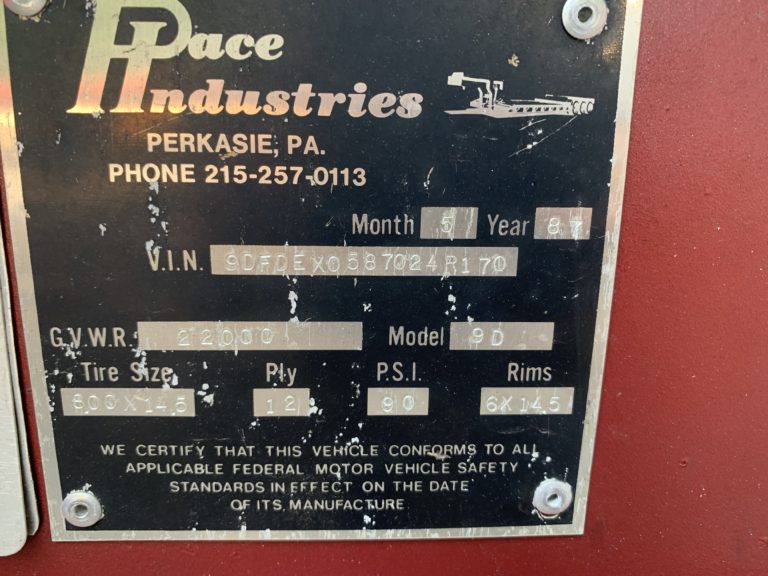 Pace
Industries
PERKASIE, PA.
PHONE 215-257-0113
Month 5 Year 87
V.I.N. 9DFDEX0587024R170
G.V.W.R. 22000 Model 9D
Tire Size Ply P.S.I. Rims
800X14.5 12 90 6X14.5
WE CERTIFY THAT THIS VEHICLE CONFORMS TO ALL
APPLICABLE FEDERAL MOTOR VEHICLE SAFETY
STANDARDS IN EFFECT ON THE DATE
OF ITS MANUFACTURE